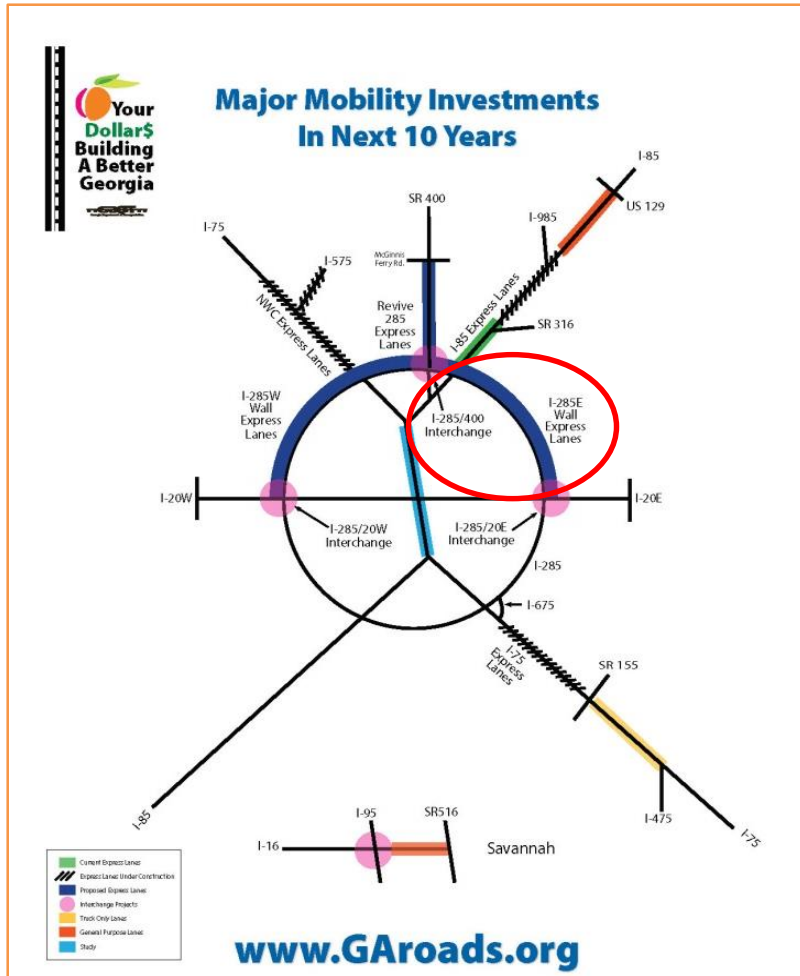 Your
Dollar$
Building
A Better
Georgia
Major Mobility Investments
In Next 10 Years
I-85
US 129
SR 400
I-985
I-75
I-575
McGinnis
Ferry Rd.
NWC Express Lanes
Revive
285
Express
Lanes
I-85 Express Lanes
SR 316
I-285W
Wall
Express
Lanes
I-285/400
Interchange
I-285E
Wall
Express
Lanes
I-20W
I-20E
I-285/20W
Interchange
I-285/20E
Interchange
I-285
I-675
I-75
Express
Lanes
SR 155
I-85
I-475
I-75
I-95
SR516
I-16
Savannah
Current Express Lanes
Express Lanes Under Construction
Proposed Express Lanes
Interchange Projects
Truck Only Lanes
General Purpose Lanes
Study
www.GAroads.org